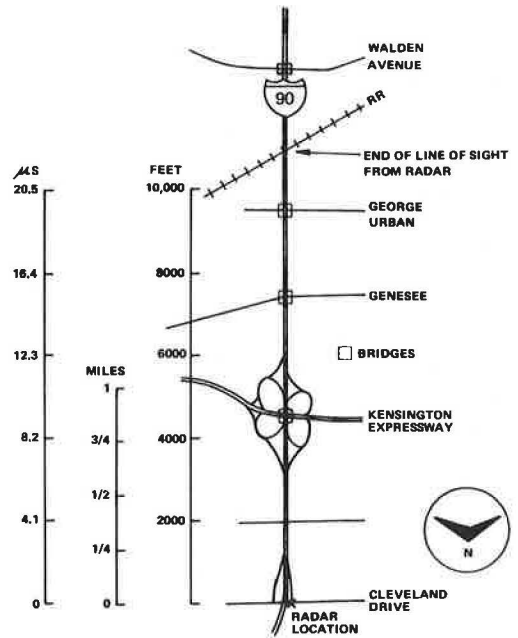 WALDEN
AVENUE
90
RR
END OF LINE OF SIGHT
FROM RADAR
µS
20.5
16.4
12.3
8.2
4.1
0
MILES
1
3/4
1/2
1/4
0
FEET
10,000
8000
6000
4000
2000
0
GEORGE
URBAN
GENESEE
BRIDGES
KENSINGTON
EXPRESSWAY
N
CLEVELAND
DRIVE
RADAR
LOCATION